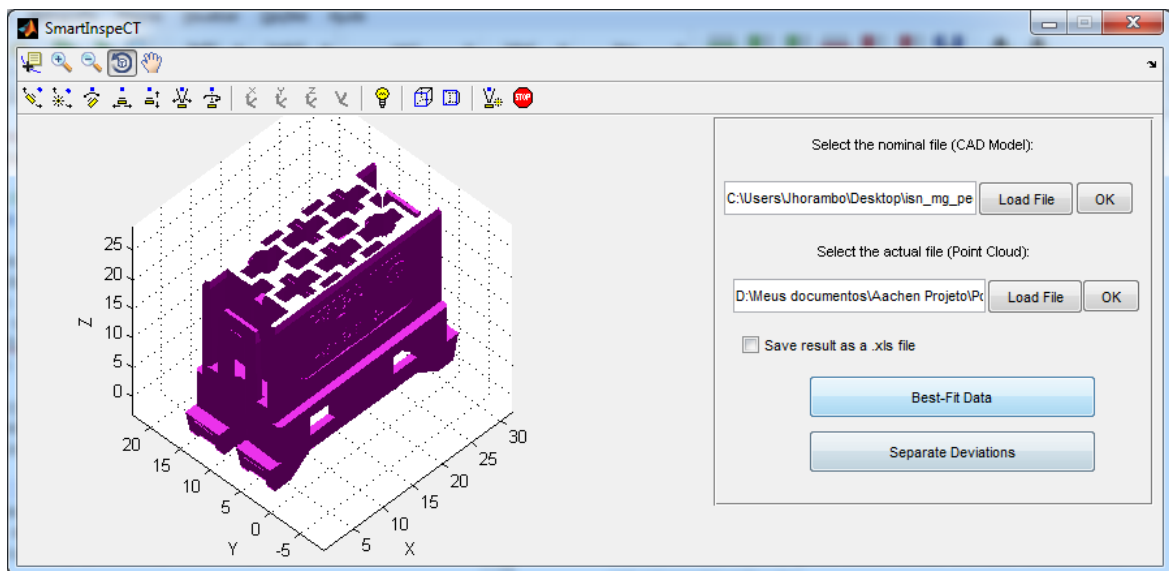 SmartInspeCT
STOP
Select the nominal file (CAD Model):
C:\Users\Jhorambo\Desktop\isn_mg_pe
Load File
OK
Select the actual file (Point Cloud):
D:\Meus documentos\Aachen Projeto\Po
Load File
OK
Save result as a .xls file
Best-Fit Data
Separate Deviations
25
20
15
10
5
0
Z
20
15
10
5
0
-5
Y
5
10
15
20
25
30
X